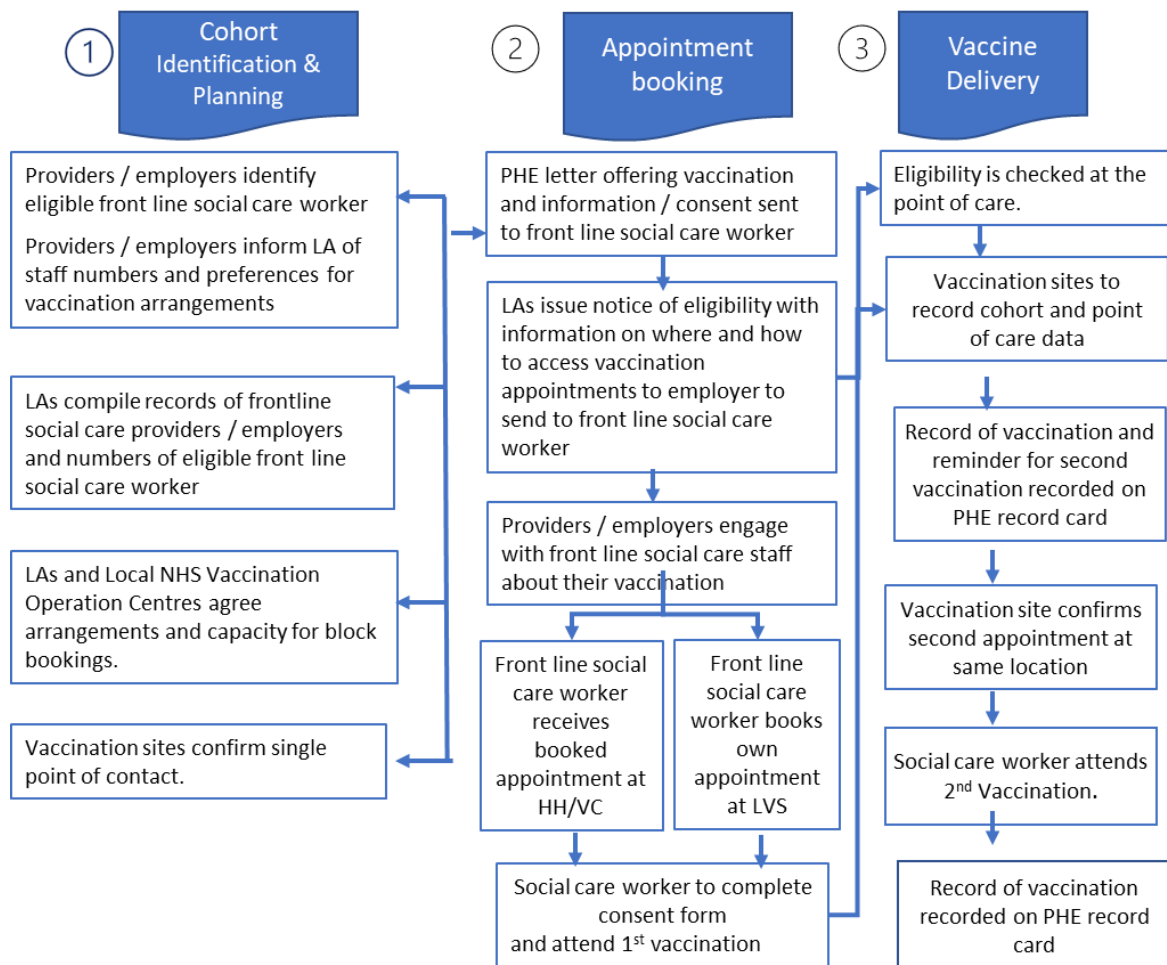 1
Cohort
Identification &
Planning
Providers / employers identify
eligible front line social care worker
Providers / employers inform LA of
staff numbers and preferences for
vaccination arrangements
LAs compile records of frontline
social care providers / employers
and numbers of eligible front line
social care worker
LAs and Local NHS Vaccination
Operation Centres agree
arrangements and capacity for block
bookings.
Vaccination sites confirm single
point of contact.
2
Appointment
booking
PHE letter offering vaccination
and information / consent sent
to front line social care worker
LAs issue notice of eligibility with
information on where and how
to access vaccination
appointments to employer to
send to front line social care
worker
Providers / employers engage
with front line social care staff
about their vaccination
Front line social
care worker
receives
booked
appointment at
HH/VC
Front line
social care
worker books
own
appointment
at LVS
Social care worker to complete
consent form
and attend 1st vaccination
3
Vaccine
Delivery
Eligibility is checked at the
point of care.
Vaccination sites to
record cohort and point
of care data
Record of vaccination and
reminder for second
vaccination recorded on
PHE record card
Vaccination site confirms
second appointment at
same location
Social care worker attends
2nd Vaccination.
Record of vaccination
recorded on PHE record
card